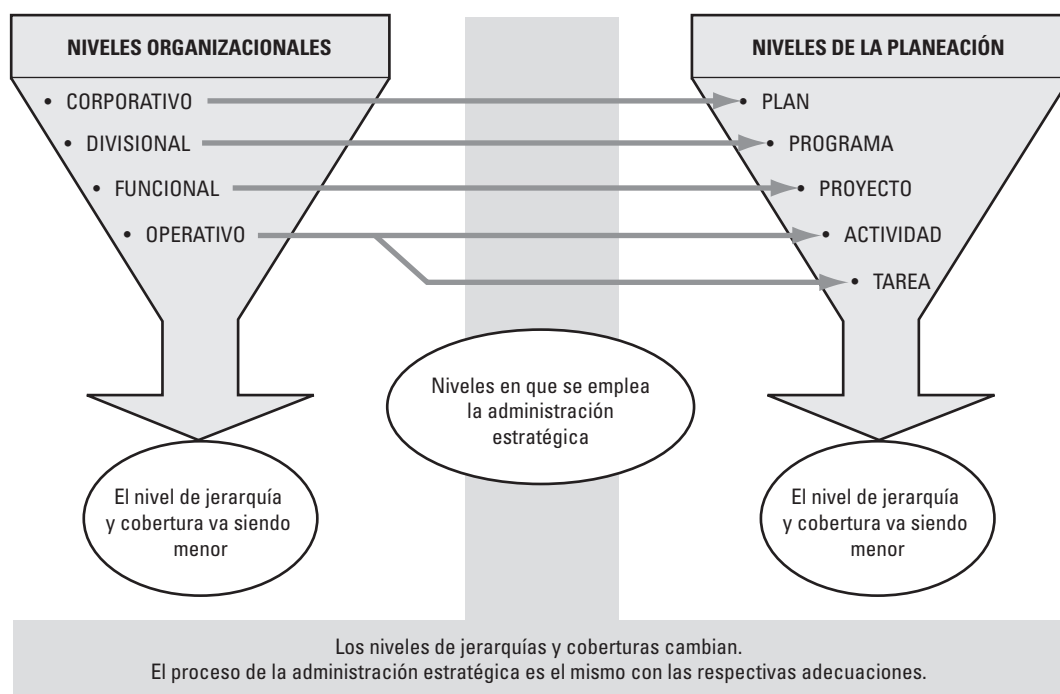 NIVELES ORGANIZACIONALES
• CORPORATIVO
• DIVISIONAL
• FUNCIONAL
• OPERATIVO
NIVELES DE LA PLANEACIÓN
• PLAN
• PROGRAMA
• PROYECTO
• ACTIVIDAD
• TAREA
Niveles en que se emplea
la administración
estratégica
El nivel de jerarquía
y cobertura va siendo
menor
El nivel de jerarquía
y cobertura va siendo
menor
Los niveles de jerarquías y coberturas cambian.
El proceso de la administración estratégica es el mismo con las respectivas adecuaciones.